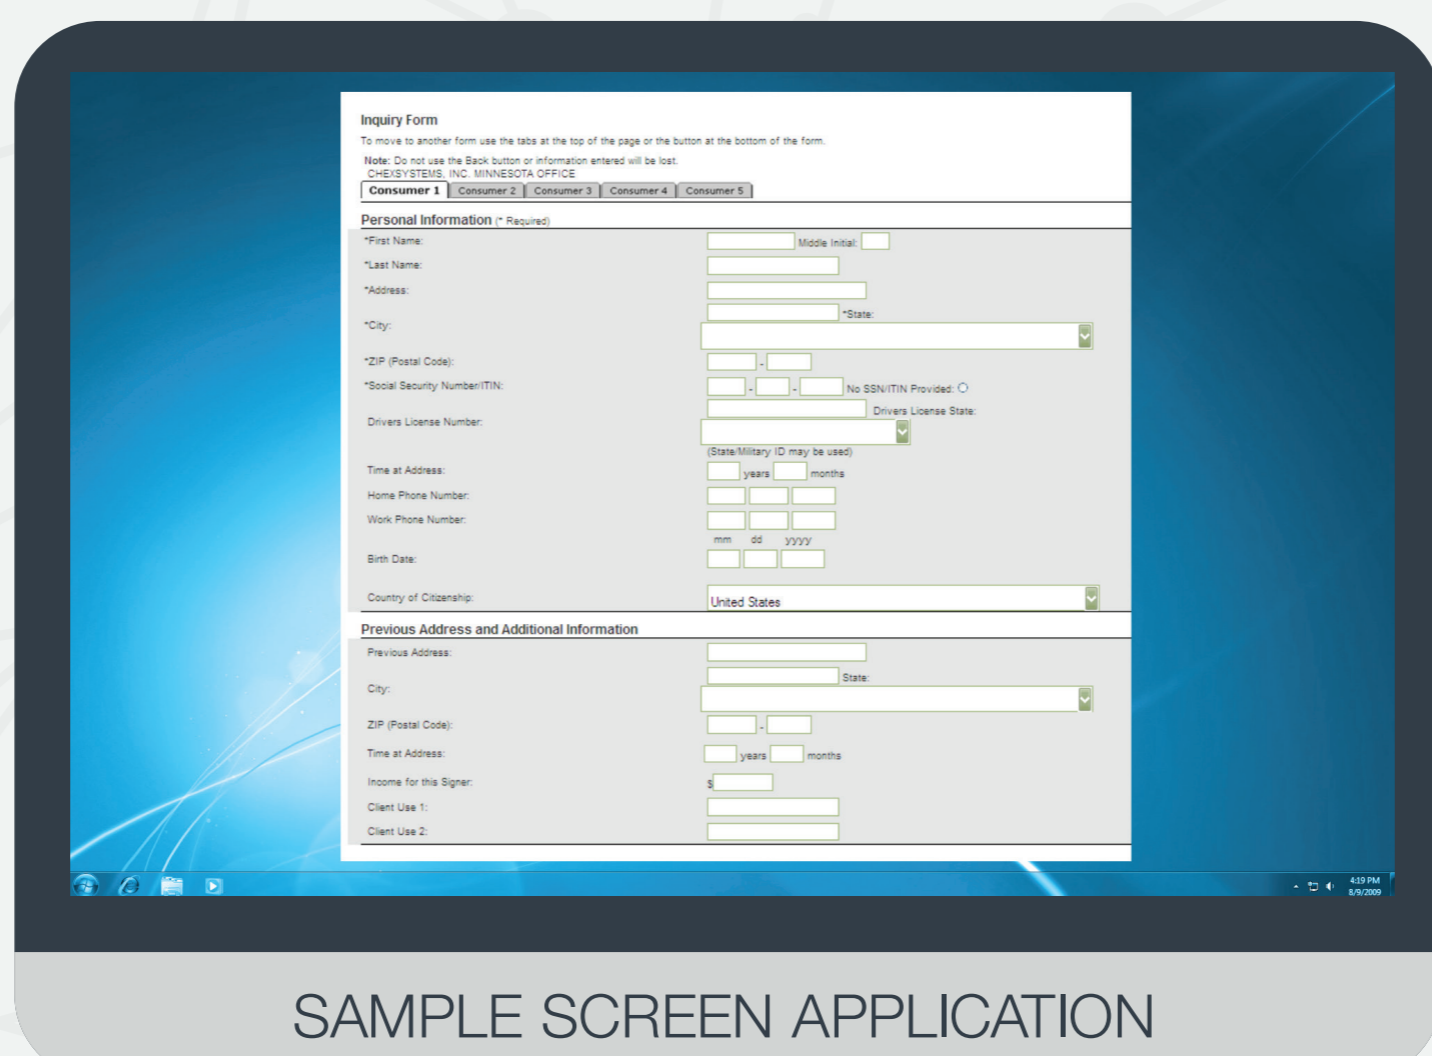 Inquiry Form
To move to another form use the tabs at the top of the page or the button at the bottom of the form.
Note: Do not use the Back button or information entered will be lost.
CHEXSYSTEMS, INC. MINNESOTA OFFICE
Consumer 1 Consumer 2 Consumer 3 Consumer 4 Consumer 5
Personal Information (* Required)
*First Name: Middle Initial:
*Last Name:
*Address:
*State:
*City:
*ZIP (Postal Code): -
*Social Security Number/ITIN: - - No SSN/ITIN Provided:
Drivers License State:
Drivers License Number:
(State/Military ID may be used)
Time at Address: years months
Home Phone Number:
Work Phone Number:
mm dd yyyy
Birth Date:
Country of Citizenship: United States
Previous Address and Additional Information
Previous Address:
State:
City:
ZIP (Postal Code): -
Time at Address: years months
Income for this Signer: $
Client Use 1:
Client Use 2:
4:19 PM
8/9/2009
SAMPLE SCREEN APPLICATION